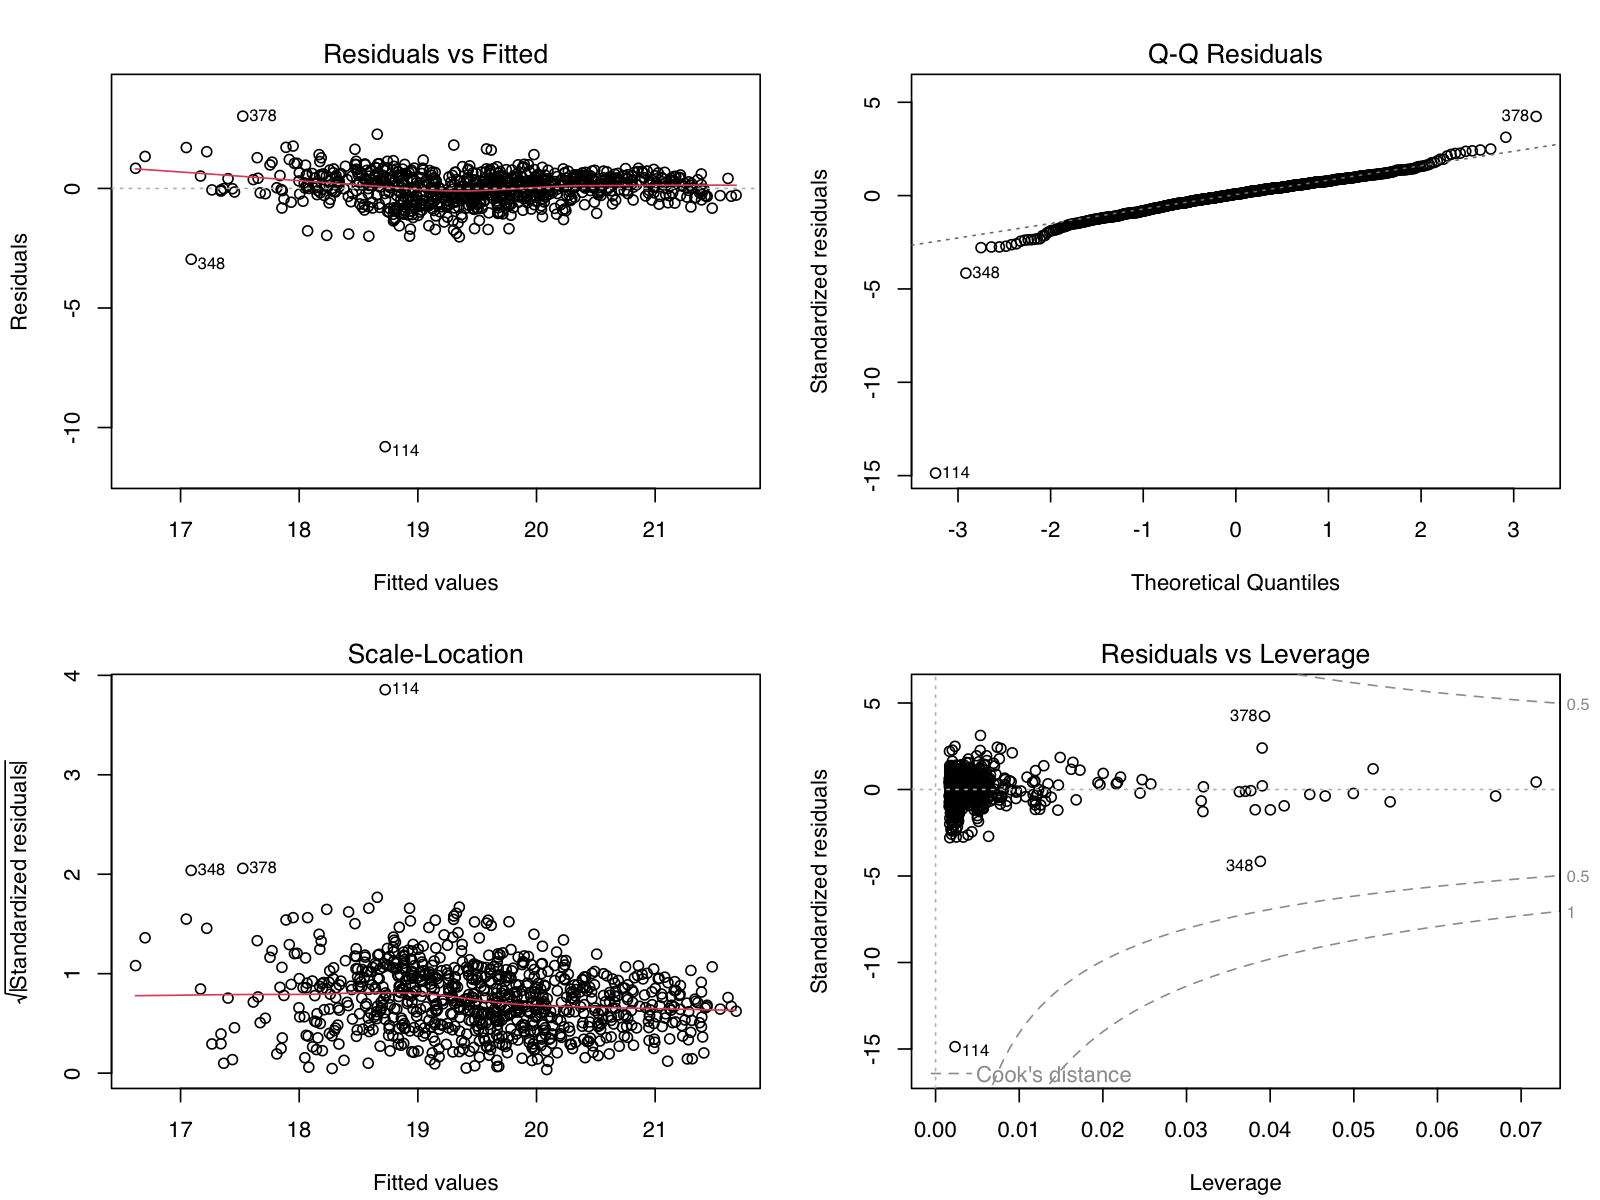 Residuals vs Fitted
Residuals
0
-5
-10
378
348
114
17 18 19 20 21
Fitted values
Q-Q Residuals
Standardized residuals
5
0
-5
-10
-15
378
348
114
-3 -2 -1 0 1 2 3
Theoretical Quantiles
Scale-Location
√|Standardized residuals|
4
3
2
1
0
114
348
378
17 18 19 20 21
Fitted values
Residuals vs Leverage
Standardized residuals
5
0
-5
-10
-15
378
348
114
0.5
0.5
1
Cook's distance
0.00 0.01 0.02 0.03 0.04 0.05 0.06 0.07
Leverage